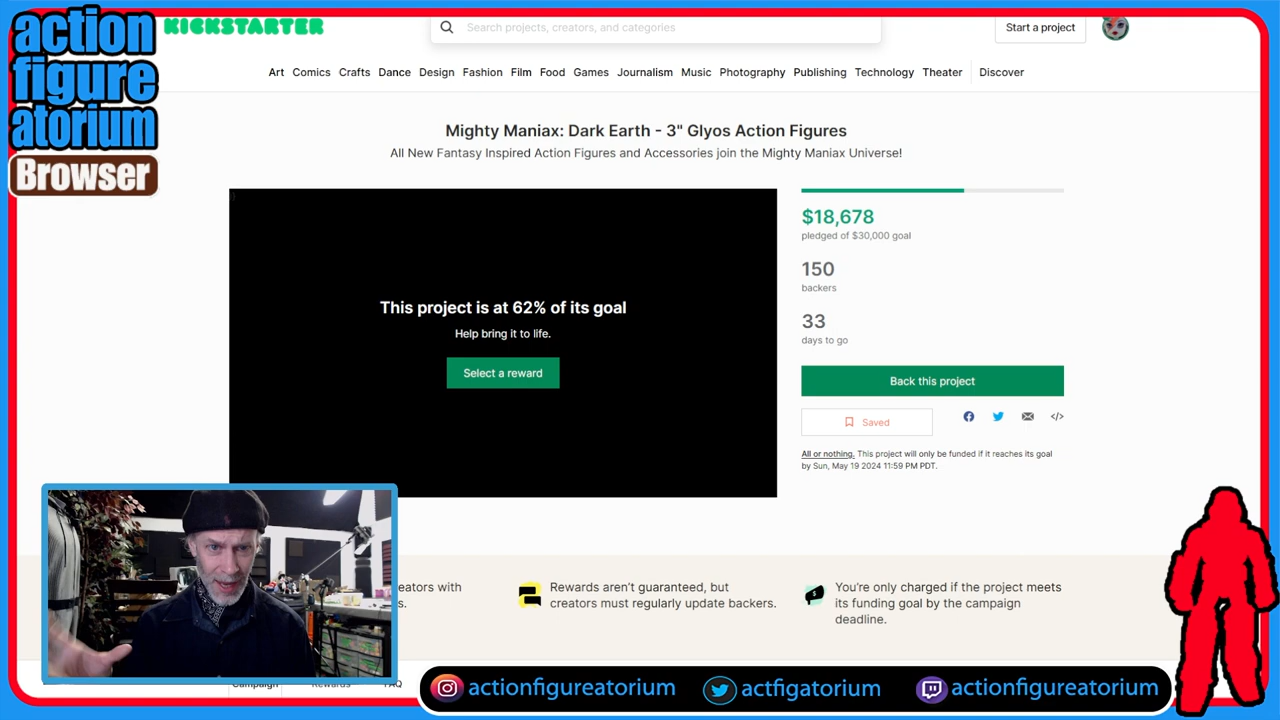 action
figure
atorium
Browser
KICKSTARTER
Search projects, creators, and categories
Start a project
Art Comics Crafts Dance Design Fashion Film Food Games Journalism Music Photography Publishing Technology Theater Discover
Mighty Maniax: Dark Earth - 3" Glyos Action Figures
All New Fantasy Inspired Action Figures and Accessories join the Mighty Maniax Universe!
This project is at 62% of its goal
Help bring it to life.
Select a reward
$18,678
pledged of $30,000 goal
150
backers
33
days to go
Back this project
Saved
</>
All or nothing. This project will only be funded if it reaches its goal
by Sun, May 19 2024 11:59 PM PDT.
eators with
s.
Rewards aren't guaranteed, but
creators must regularly update backers.
You're only charged if the project meets
its funding goal by the campaign
deadline.
Campaign Rewards FAQ
actionfigureatorium
actfigatorium
actionfigureatorium